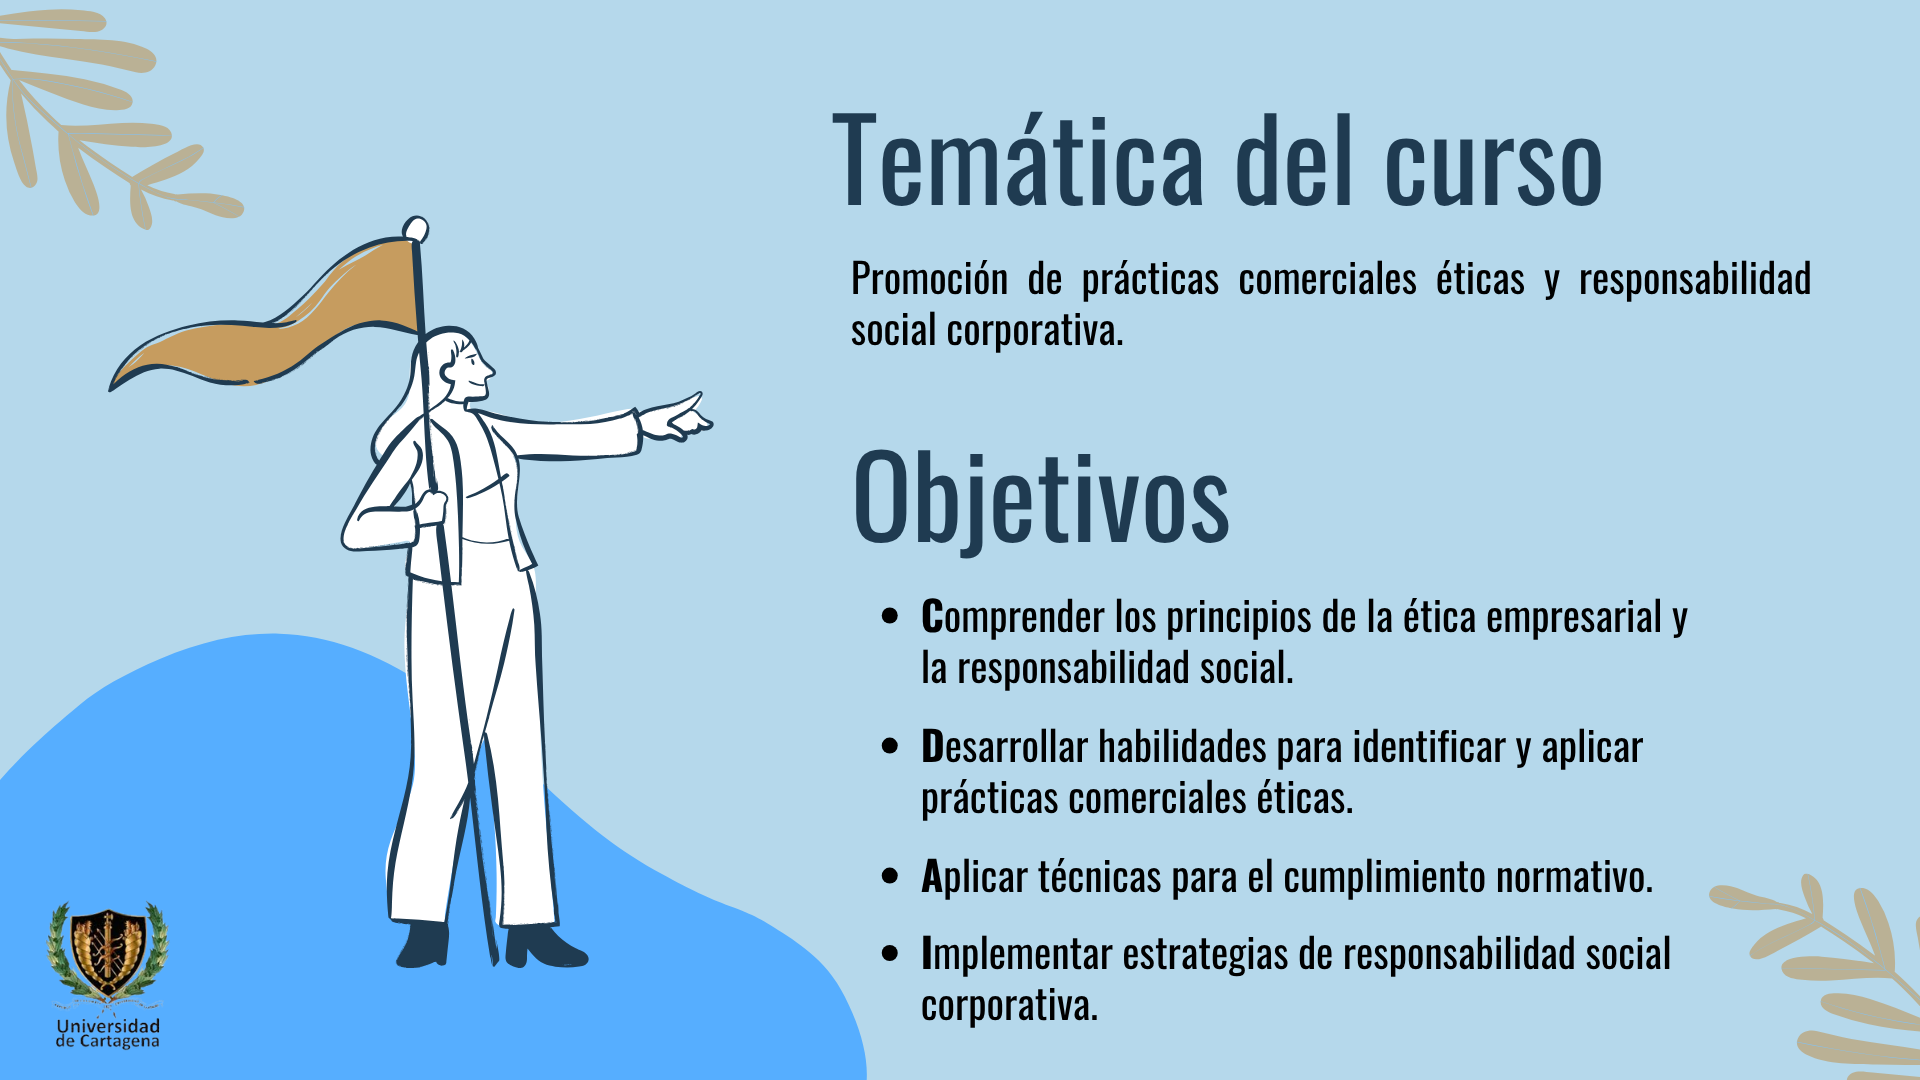 Temática del curso
Promoción de prácticas comerciales éticas y responsabilidad
social corporativa.
Objetivos
• Comprender los principios de la ética empresarial y
la responsabilidad social.
• Desarrollar habilidades para identificar y aplicar
prácticas comerciales éticas.
• Aplicar técnicas para el cumplimiento normativo.
• Implementar estrategias de responsabilidad social
corporativa.
Universidad
de Cartagena